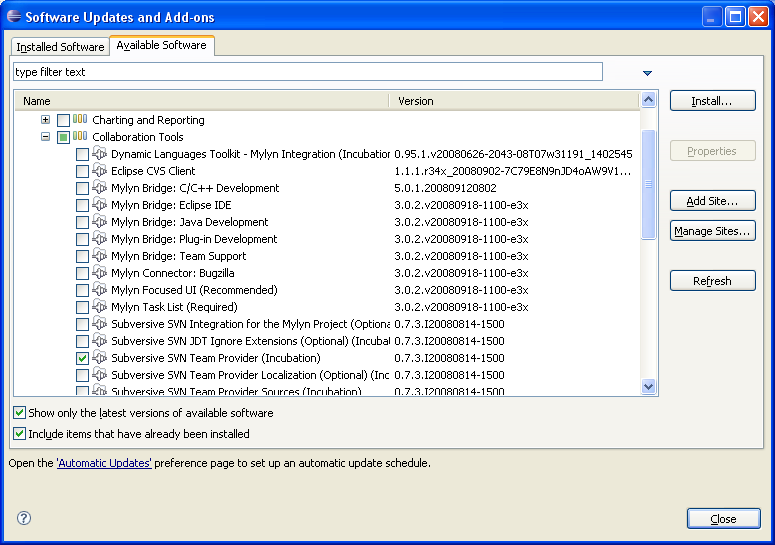 Software Updates and Add-ons
Installed Software Available Software
type filter text
Name Version
Charting and Reporting
Collaboration Tools
Dynamic Languages Toolkit - Mylyn Integration (Incubation 0.95.1.v20080626-2043-08T07w31191_1402545
Eclipse CVS Client 1.1.1.r34x_20080902-7C79E8N9nJD4oAW9V1...
Mylyn Bridge: C/C++ Development 5.0.1.200809120802
Mylyn Bridge: Eclipse IDE 3.0.2.v20080918-1100-e3x
Mylyn Bridge: Java Development 3.0.2.v20080918-1100-e3x
Mylyn Bridge: Plug-in Development 3.0.2.v20080918-1100-e3x
Mylyn Bridge: Team Support 3.0.2.v20080918-1100-e3x
Mylyn Connector: Bugzilla 3.0.2.v20080918-1100-e3x
Mylyn Focused UI (Recommended) 3.0.2.v20080918-1100-e3x
Mylyn Task List (Required) 3.0.2.v20080918-1100-e3x
Subversive SVN Integration for the Mylyn Project (Optiona 0.7.3.I20080814-1500
Subversive SVN JDT Ignore Extensions (Optional) (Incubat 0.7.3.I20080814-1500
Subversive SVN Team Provider (Incubation) 0.7.3.I20080814-1500
Subversive SVN Team Provider Localization (Optional) (Inc 0.7.3.I20080814-1500
Subversive SVN Team Provider Sources (Incubation) 0.7.3.I20080814-1500
Install...
Properties
Add Site...
Manage Sites...
Refresh
Show only the latest versions of available software
Include items that have already been installed
Open the 'Automatic Updates' preference page to set up an automatic update schedule.
?
Close